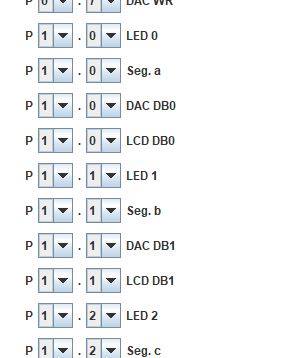 P 0 . 7 DAC WR
P 1 . 0 LED 0
P 1 . 0 Seg. a
P 1 . 0 DAC DB0
P 1 . 0 LCD DB0
P 1 . 1 LED 1
P 1 . 1 Seg. b
P 1 . 1 DAC DB1
P 1 . 1 LCD DB1
P 1 . 2 LED 2
P 1 . 2 Seg. c